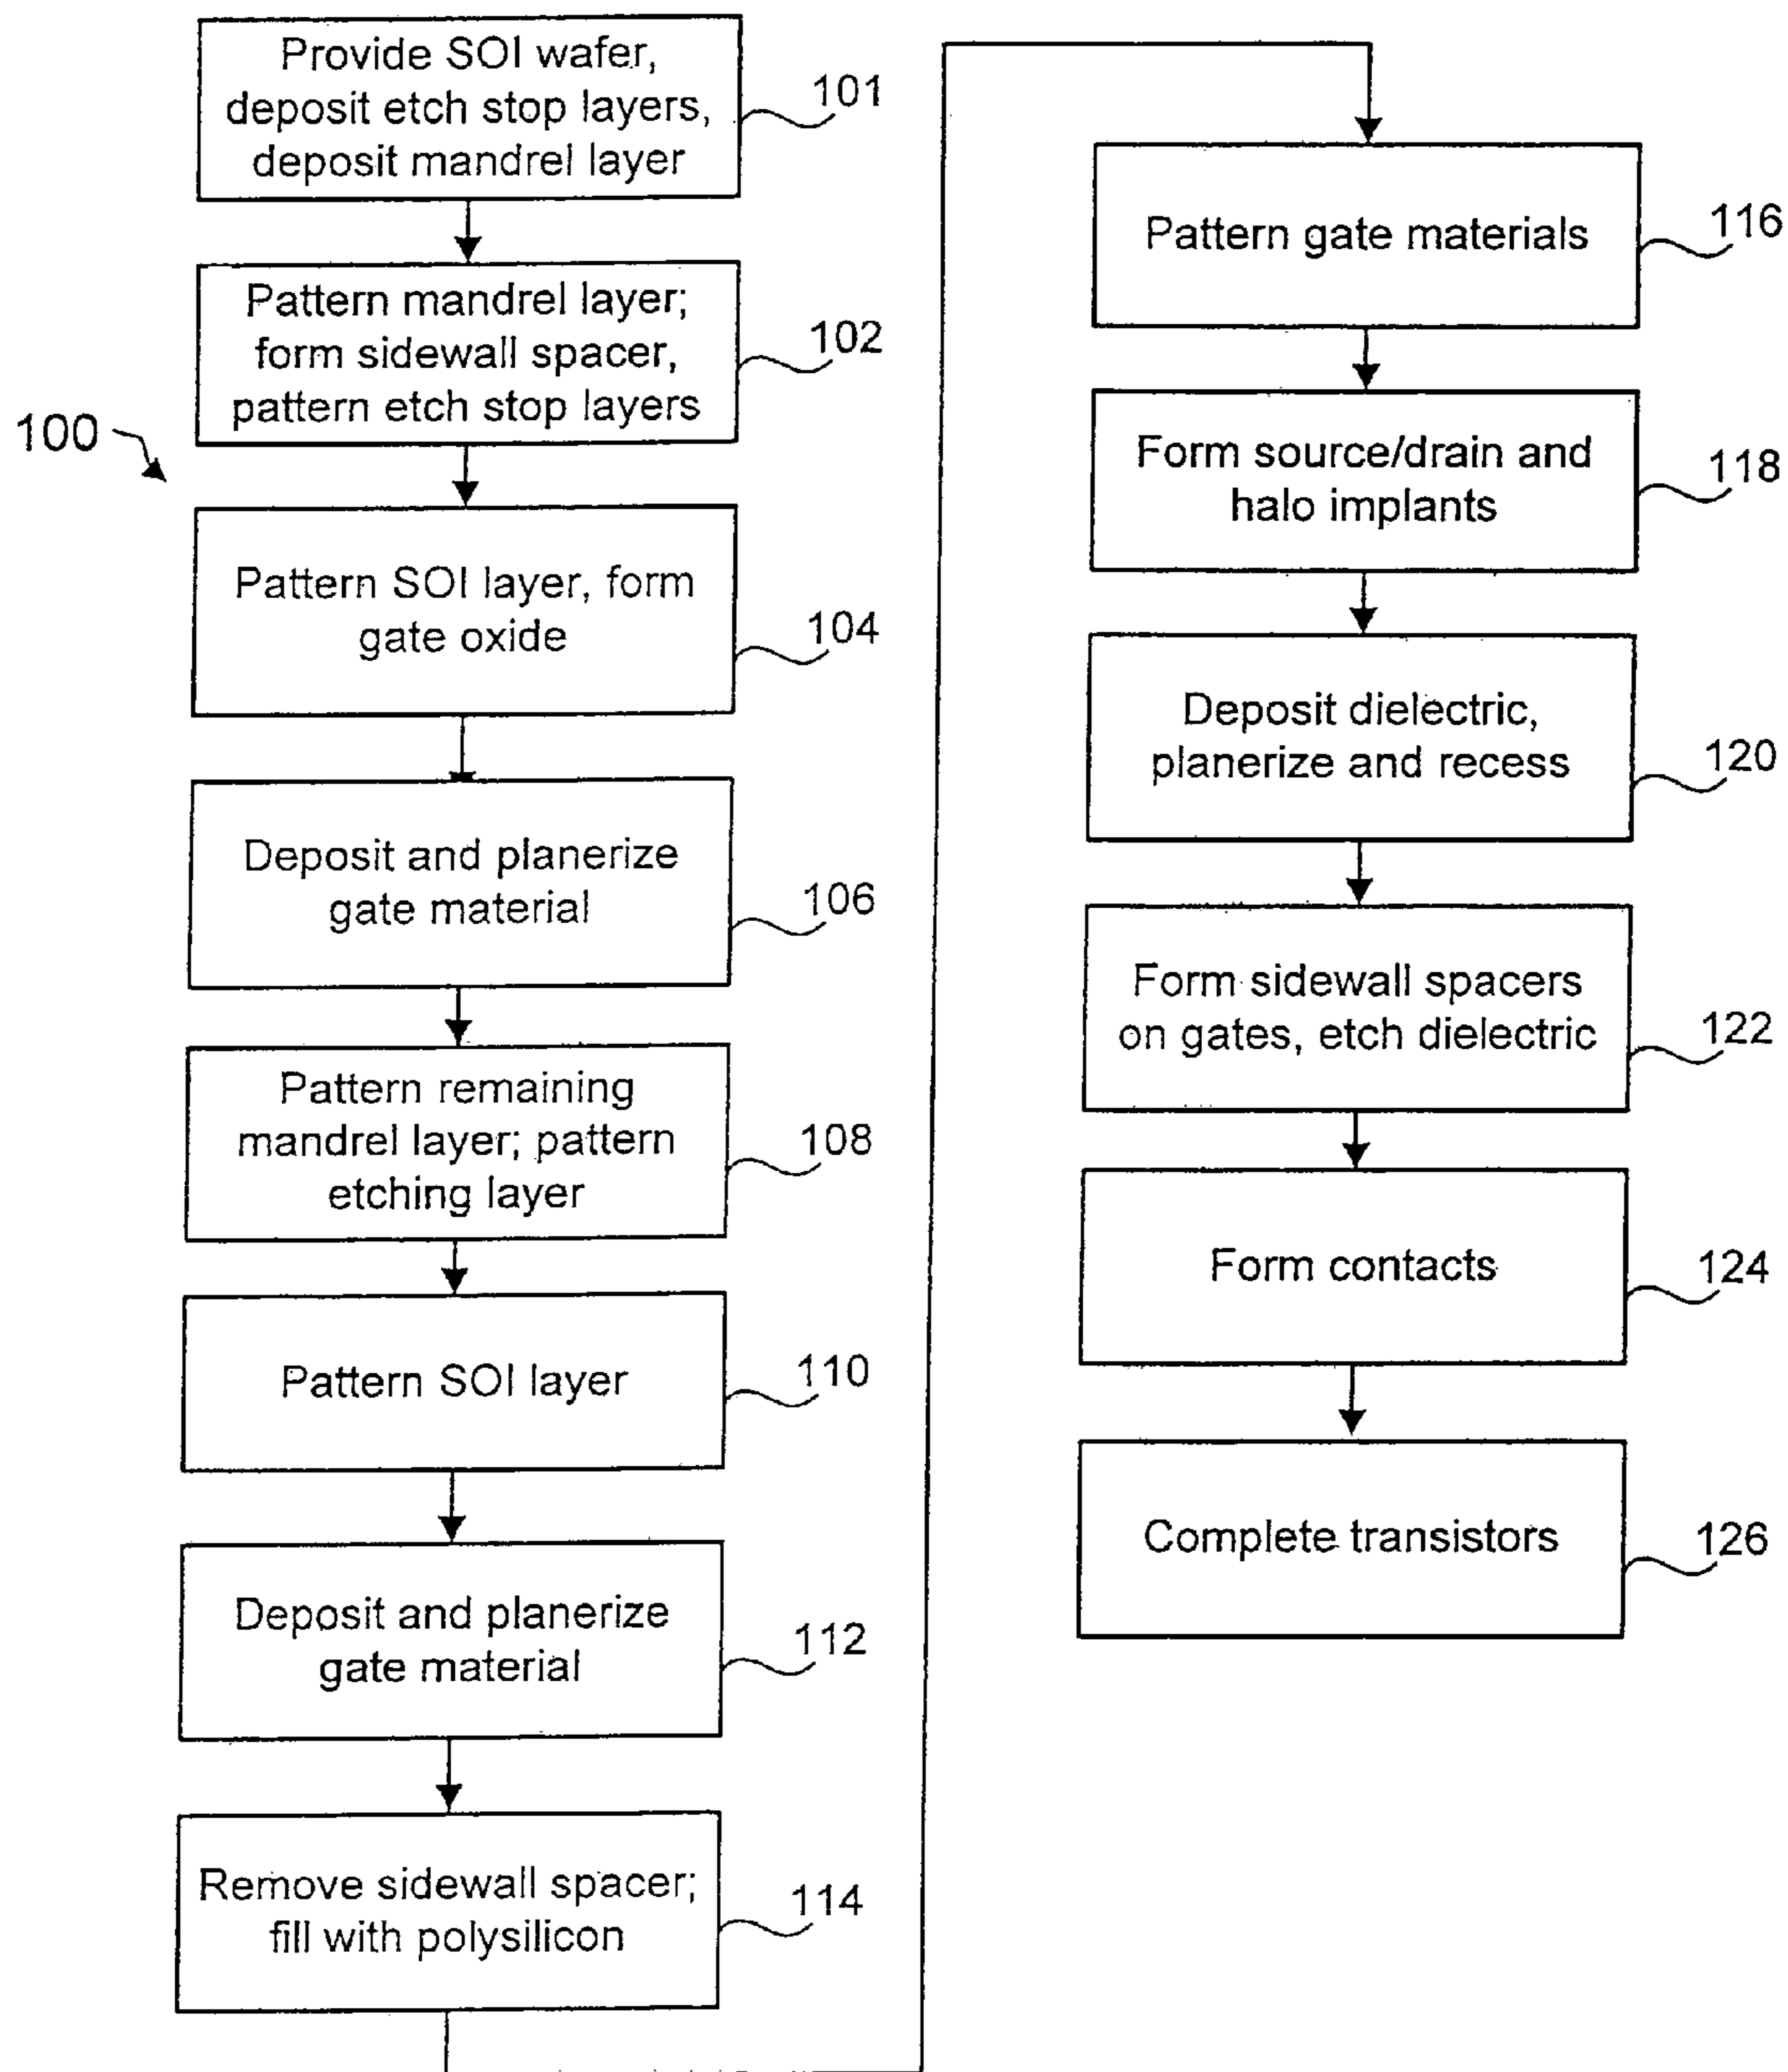 Provide SOI wafer,
deposit etch stop layers,
deposit mandrel layer
101
Pattern mandrel layer;
form sidewall spacer,
pattern etch stop layers
102
100
Pattern SOI layer, form
gate oxide
104
Deposit and planerize
gate material
106
Pattern remaining
mandrel layer; pattern
etching layer
108
Pattern SOI layer
110
Deposit and planerize
gate material
112
Remove sidewall spacer;
fill with polysilicon
114
Pattern gate materials
116
Form source/drain and
halo implants
118
Deposit dielectric,
planerize and recess
120
Form sidewall spacers
on gates, etch dielectric
122
Form contacts
124
Complete transistors
126